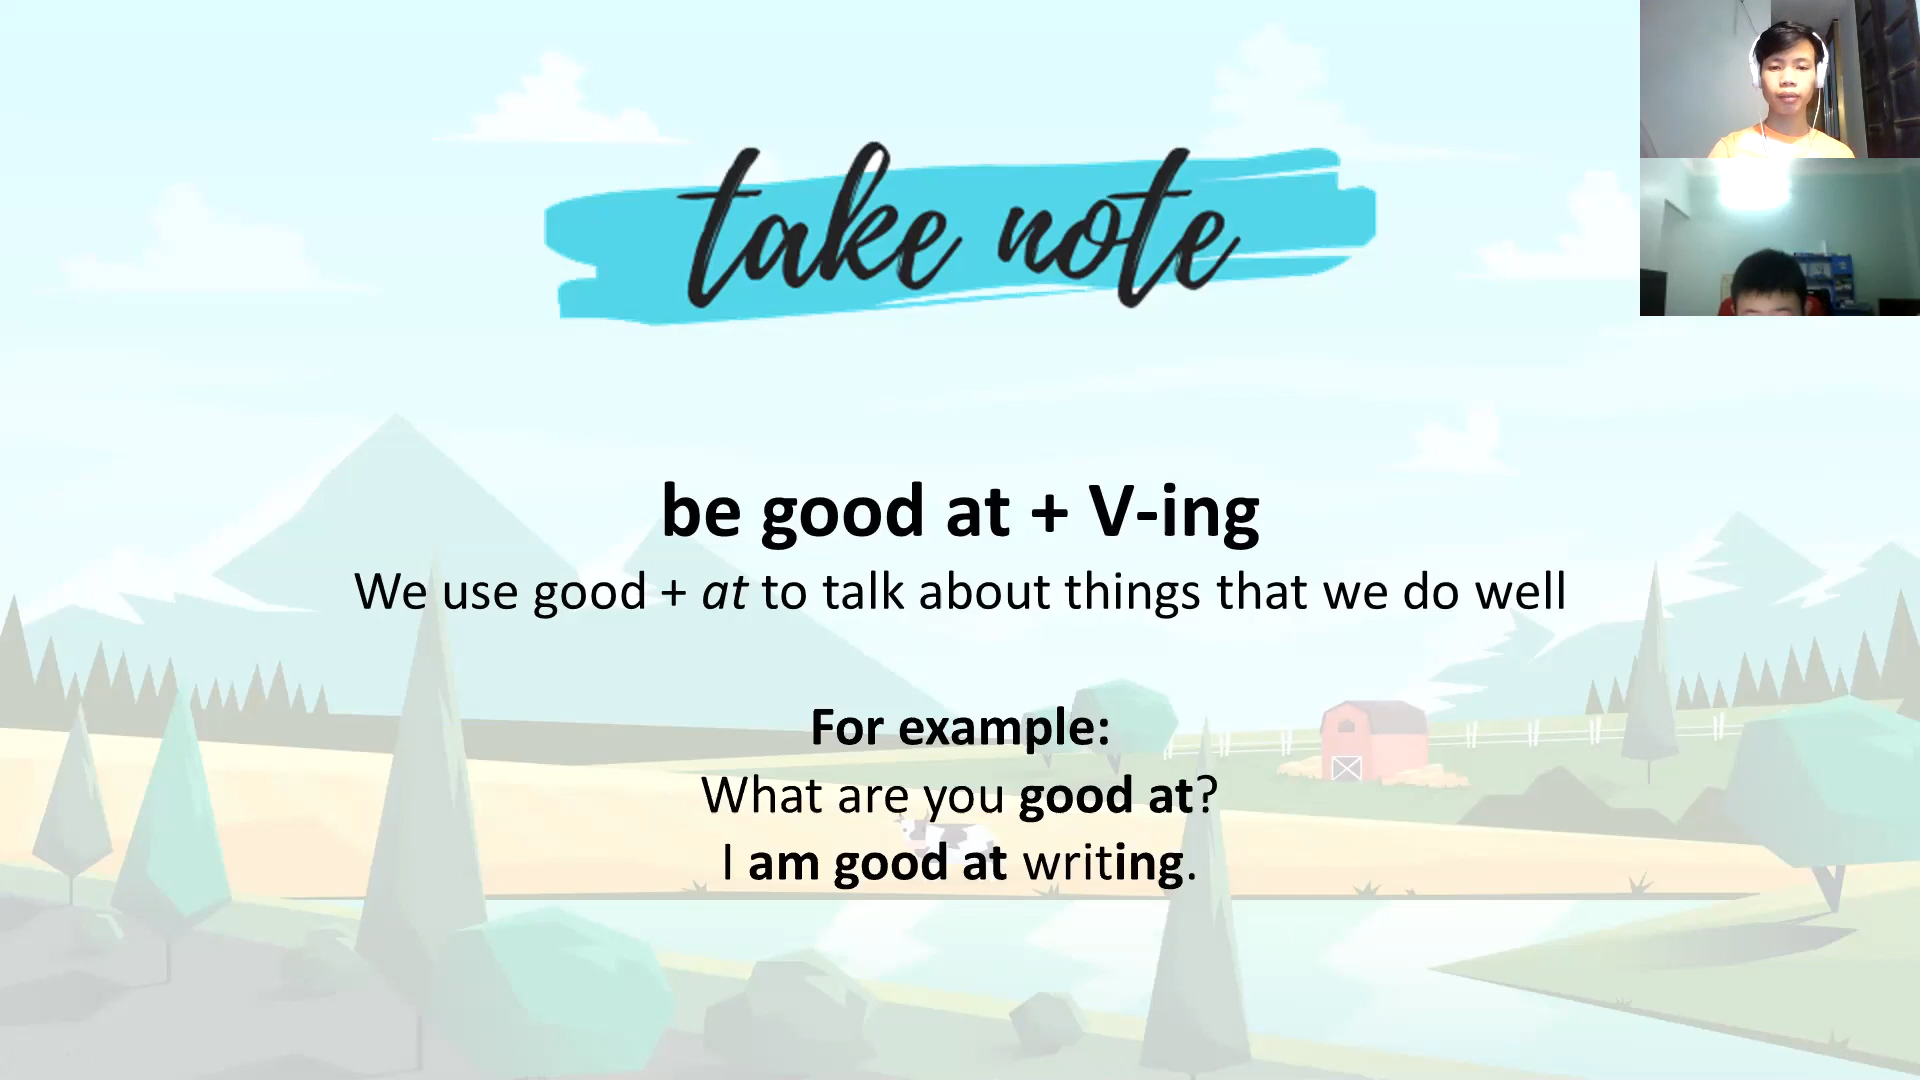 take note
be good at + V-ing
We use good + at to talk about things that we do well
For example:
What are you good at?
I am good at writing.